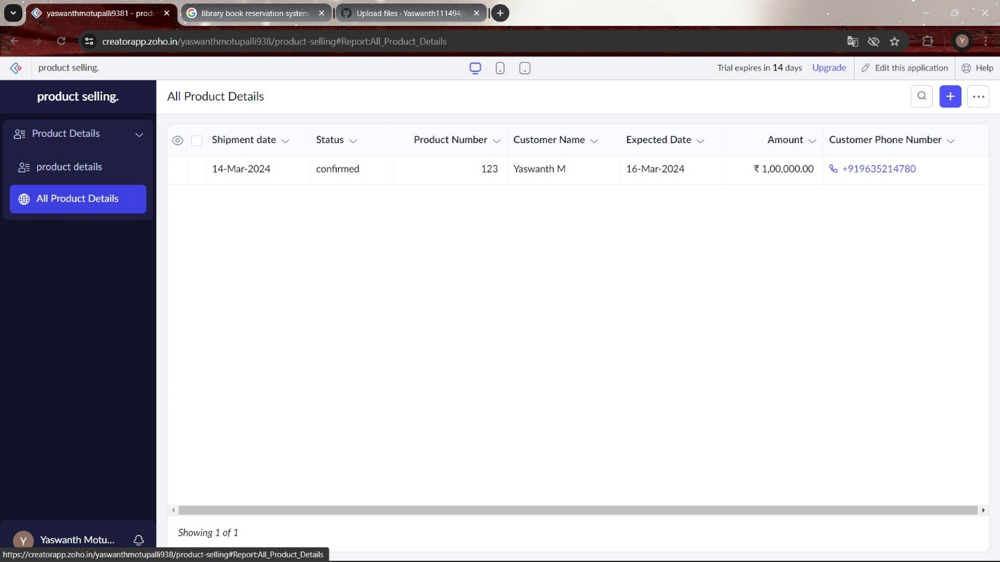 yaswanthmotupalli9381 - produ
library book reservation system
Upload files · Yaswanth111494/
creatorapp.zoho.in/yaswanthmotupalli938/product-selling#Report:All_Product_Details
Y
product selling.
Trial expires in 14 days Upgrade Edit this application Help
product selling.
All Product Details
Product Details
product details
All Product Details
Shipment date Status Product Number Customer Name Expected Date Amount Customer Phone Number
14-Mar-2024 confirmed 123 Yaswanth M 16-Mar-2024 ₹ 1,00,000.00 +919635214780
Showing 1 of 1
Y Yaswanth Motu...
https://creatorapp.zoho.in/yaswanthmotupalli938/product-selling#Report:All_Product_Details